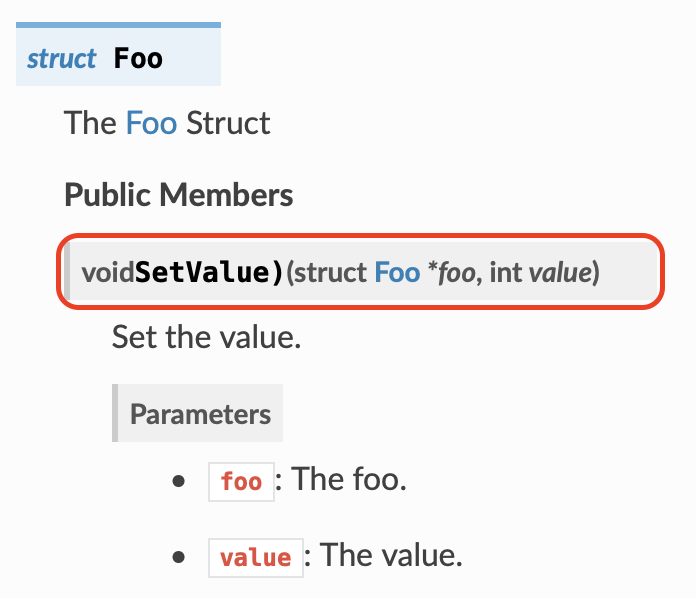 struct Foo
The Foo Struct
Public Members
voidSetValue)(struct Foo *foo, int value)
Set the value.
Parameters
• foo: The foo.
• value: The value.